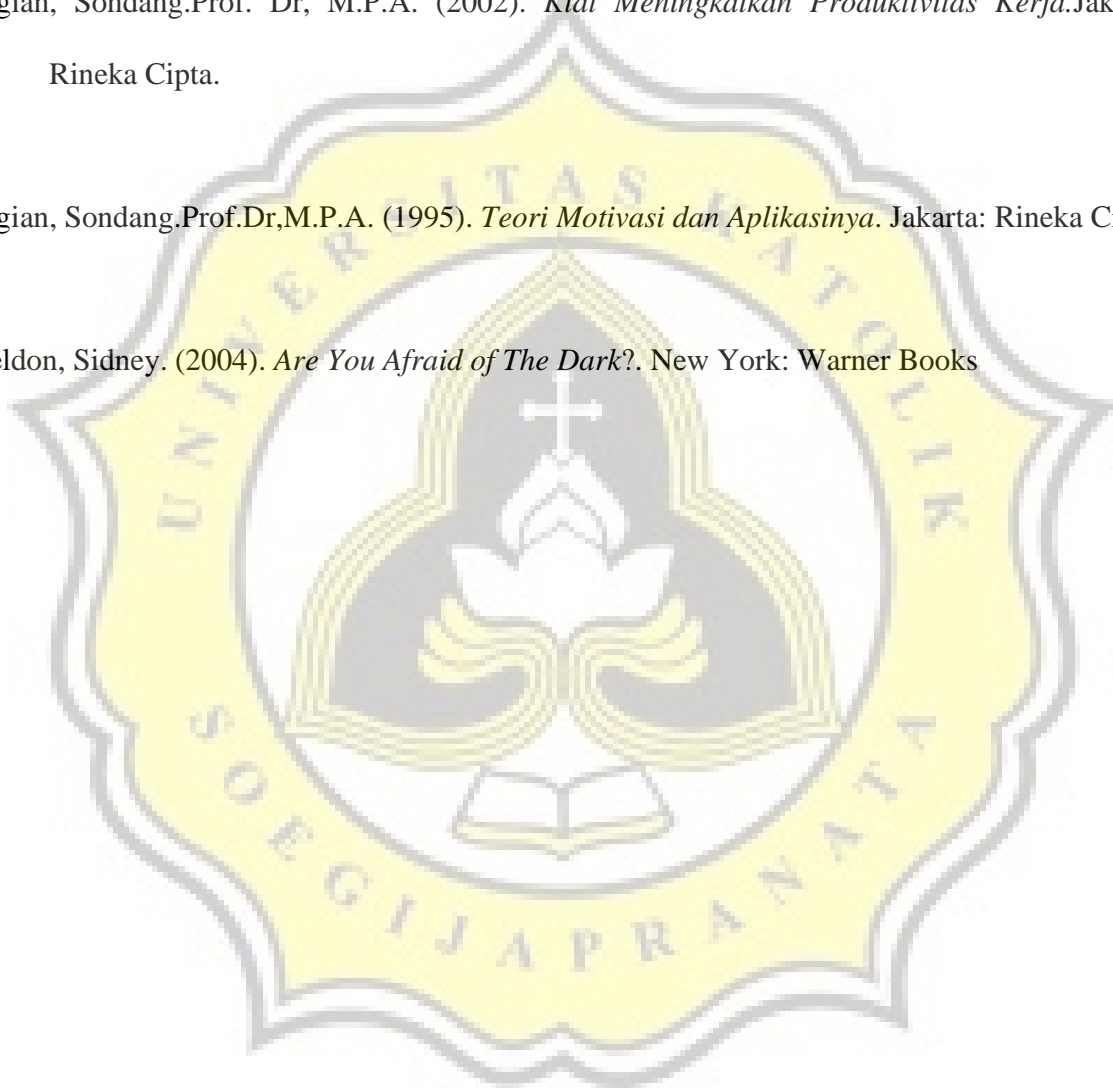 gian, Sondang.Prof. Dr, M.P.A. (2002). Kiat Meningkatkan Produktivitas Kerja.Jak
Rineka Cipta.
gian, Sondang.Prof.Dr,M.P.A. (1995). Teori Motivasi dan Aplikasinya. Jakarta: Rineka Ci
eldon, Sidney. (2004). Are You Afraid of The Dark?. New York: Warner Books
UNIVERSITAS KATOLIK
SOEGIJAPRANATA